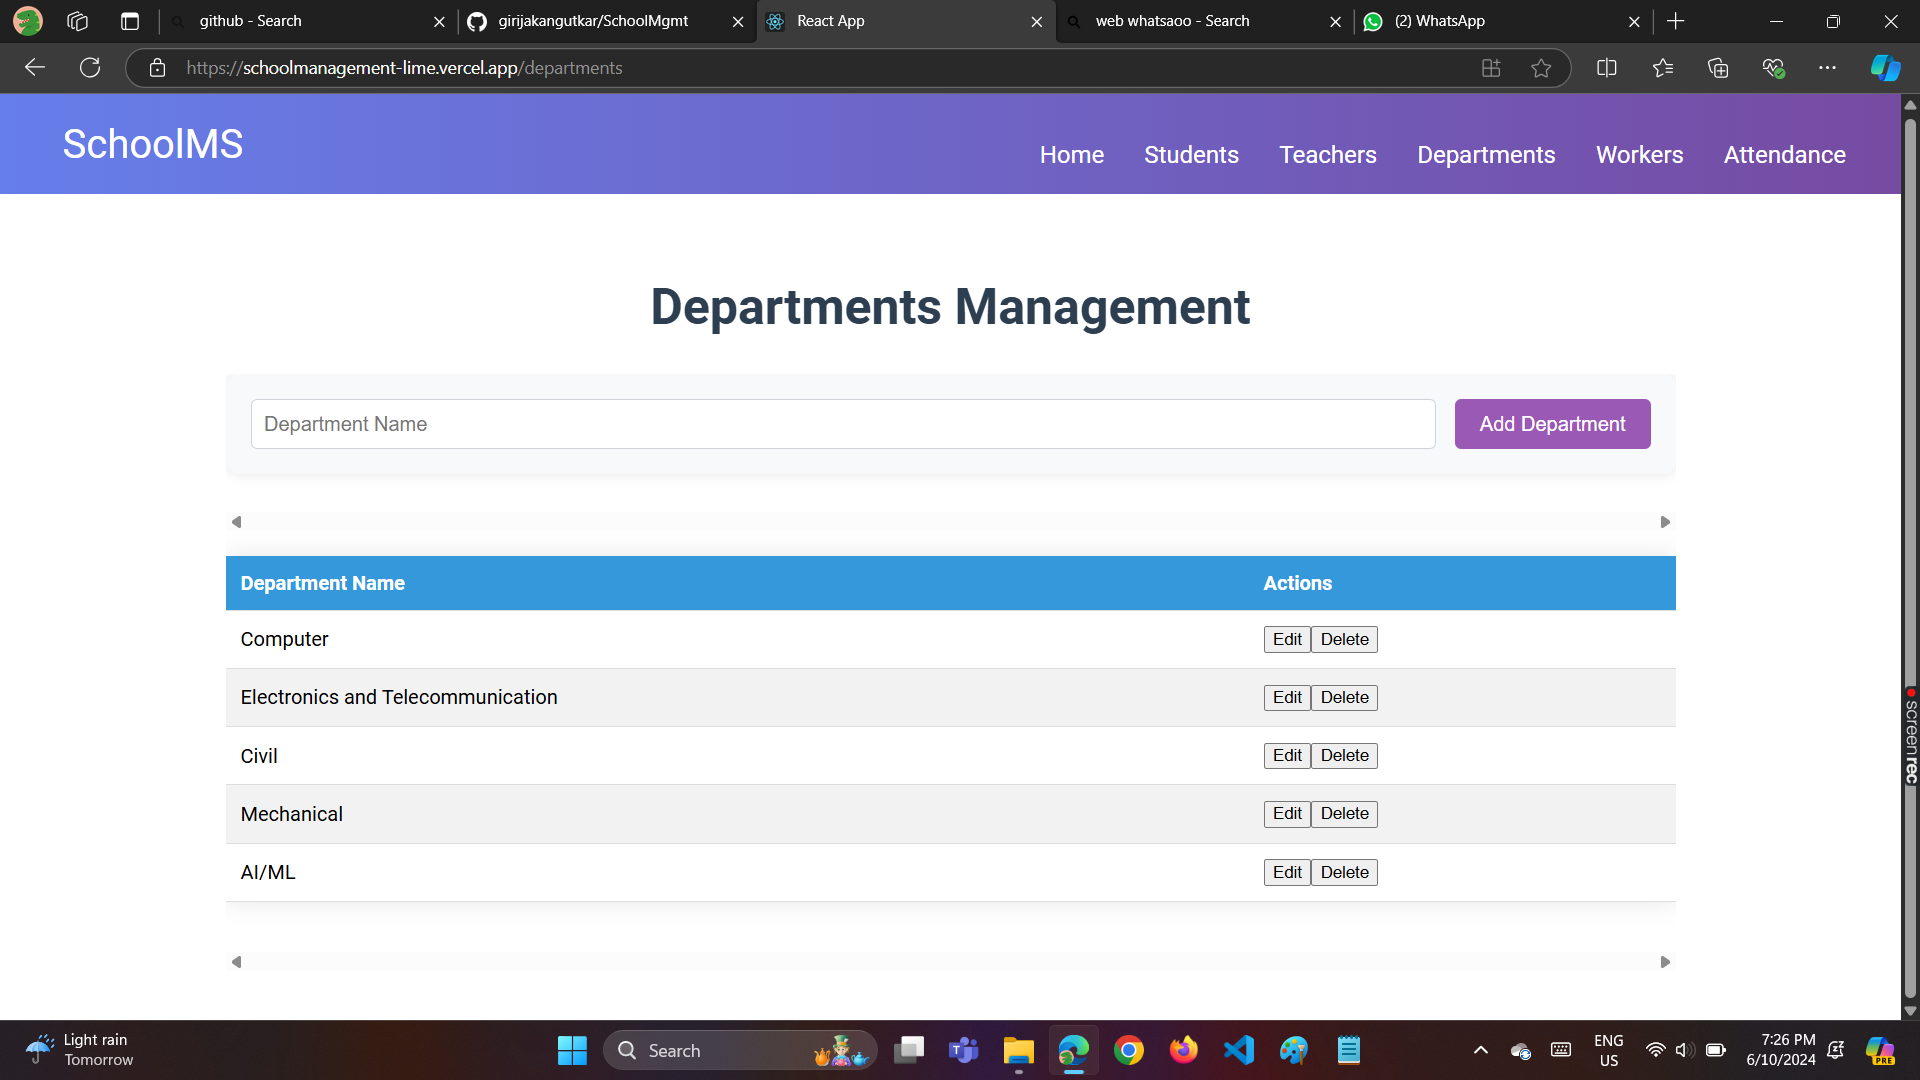 github - Search
girijakangutkar/SchoolMgmt
React App
web whatsaoo - Search
(2) WhatsApp
https://schoolmanagement-lime.vercel.app/departments
SchoolMS
Home Students Teachers Departments Workers Attendance
Departments Management
Department Name
Add Department
Department Name Actions
Computer Edit Delete
Electronics and Telecommunication Edit Delete
Civil Edit Delete
Mechanical Edit Delete
AI/ML Edit Delete
screenrec
Light rain
Tomorrow
Search
ENG
US
7:26 PM
6/10/2024
PRE